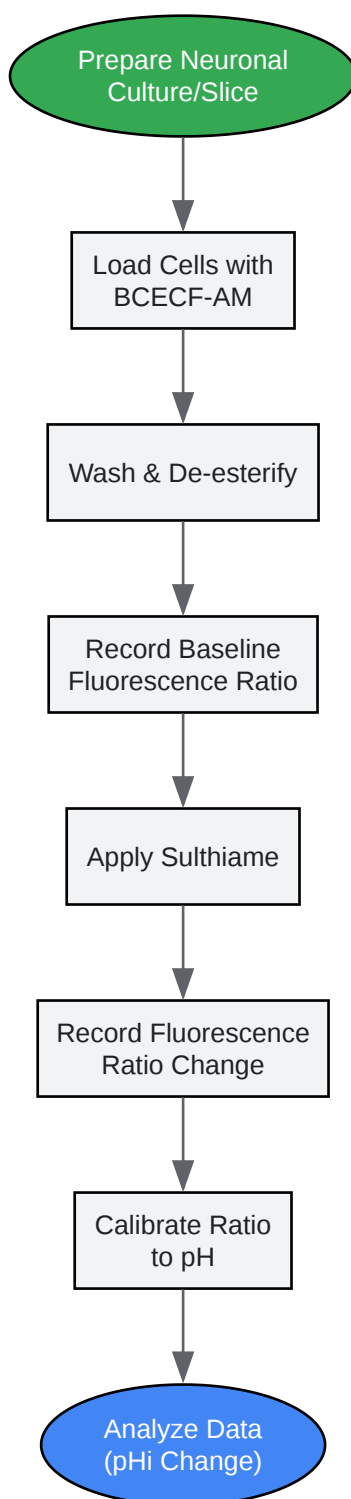 Prepare Neuronal
Culture/Slice
Load Cells with
BCECF-AM
Wash & De-esterify
Record Baseline
Fluorescence Ratio
Apply Sulthiame
Record Fluorescence
Ratio Change
Calibrate Ratio
to pH
Analyze Data
(pHi Change)